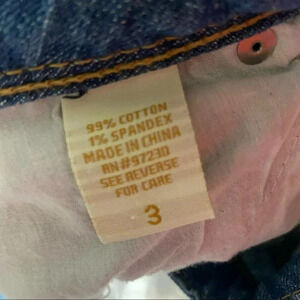 99% COTTON
1% SPANDEX
MADE IN CHINA
RN#97230
SEE REVERSE
FOR CARE
3